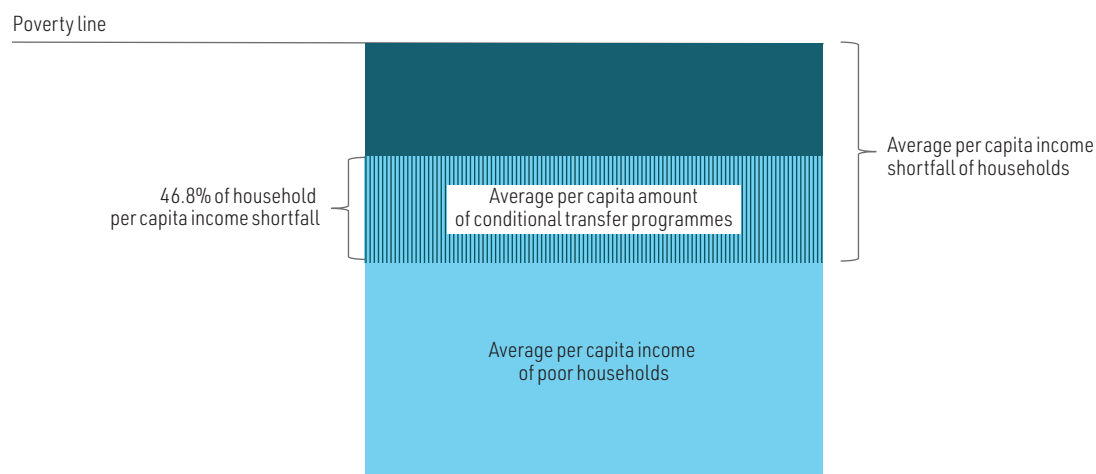 Poverty line
Average per capita income
shortfall of households
46.8% of household
per capita income shortfall
Average per capita amount
of conditional transfer programmes
Average per capita income
of poor households